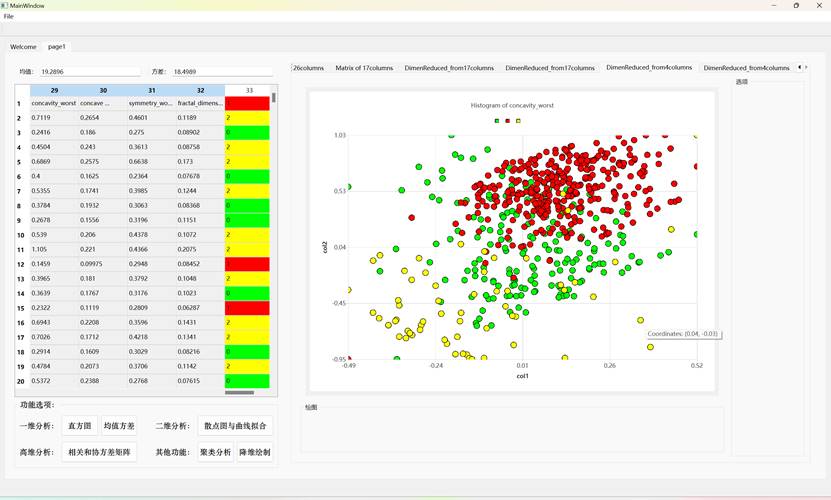 MainWindow
File
Welcome page1
均值: 19.2896 方差: 18.4989
29 30 31 32 33
1 concavity_worst concave ... symmetry_wo... fractal_dimens...
2 0.7119 0.2654 0.4601 0.1189 2
3 0.2416 0.186 0.275 0.08902 0
4 0.4504 0.243 0.3613 0.08758 2
5 0.6869 0.2575 0.6638 0.173 2
6 0.4 0.1625 0.2364 0.07678 0
7 0.5355 0.1741 0.3985 0.1244 2
8 0.3784 0.1932 0.3063 0.08368 0
9 0.2678 0.1556 0.3196 0.1151 0
10 0.539 0.206 0.4378 0.1072 2
11 1.105 0.221 0.4366 0.2075 2
12 0.1459 0.09975 0.2948 0.08452 1
13 0.3965 0.181 0.3792 0.1048 2
14 0.3639 0.1767 0.3176 0.1023 0
15 0.2322 0.1119 0.2809 0.06287 1
16 0.6943 0.2208 0.3596 0.1431 2
17 0.7026 0.1712 0.4218 0.1341 2
18 0.2914 0.1609 0.3029 0.08216 0
19 0.4784 0.2073 0.3706 0.1142 2
20 0.5372 0.2388 0.2768 0.07615 0
功能选项:
一维分析: 直方图 均值方差 二维分析: 散点图与曲线拟合
高维分析: 相关和协方差矩阵 其他功能: 聚类分析 降维绘制
26columns Matrix of 17columns DimenReduced_from17columns DimenReduced_from17columns DimenReduced_from4columns DimenReduced_from4columns
选项
Histogram of concavity_worst
1.03
0.53
0.04
-0.45
-0.95
col2
-0.49 -0.24 0.01 0.26 0.52
col1
Coordinates: (0.04, -0.03)
绘图